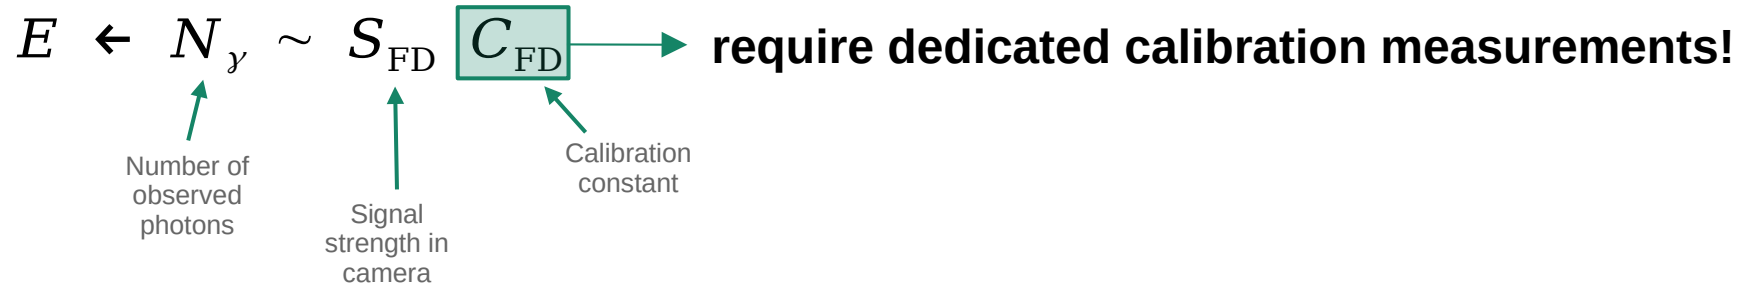 E ← N_γ ~ S_FD C_FD require dedicated calibration measurements!
Number of
observed
photons
Signal
strength in
camera
Calibration
constant